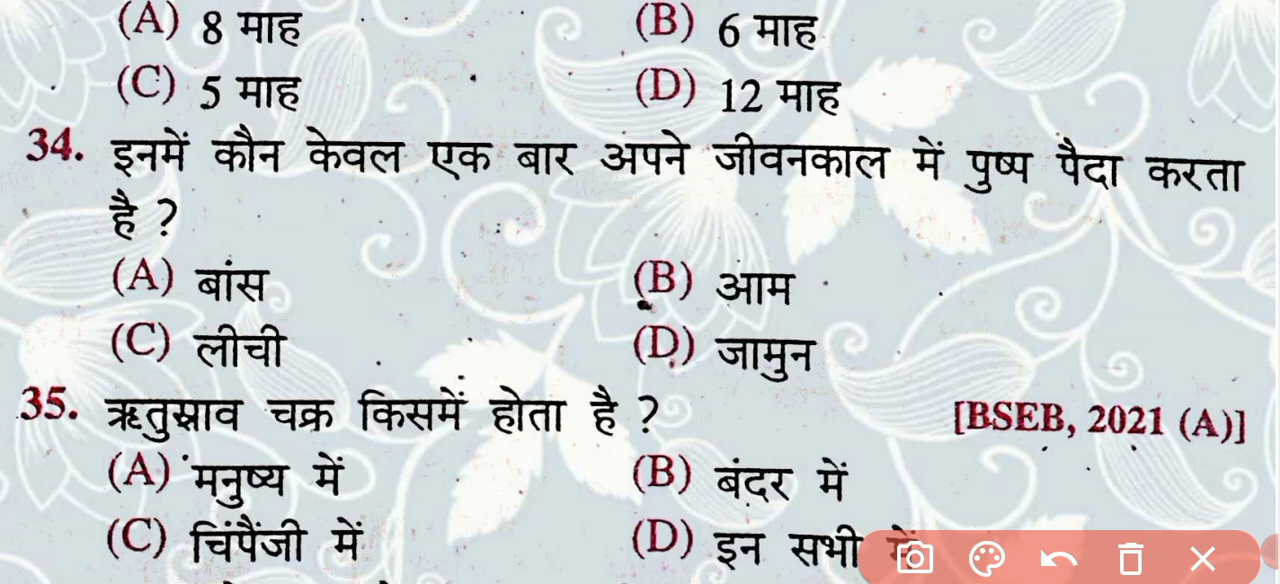 (A) 8 माह (B) 6 माह
(C) 5 माह (D) 12 माह
34. इनमें कौन केवल एक बार अपने जीवनकाल में पुष्प पैदा करता
है ?
(A) बांस (B) आम
(C) लीची (D) जामुन
35. ऋतुस्राव चक्र किसमें होता है ? [BSEB, 2021 (A)]
(A) मनुष्य में (B) बंदर में
(C) चिंपैंजी में (D) इन सभी में